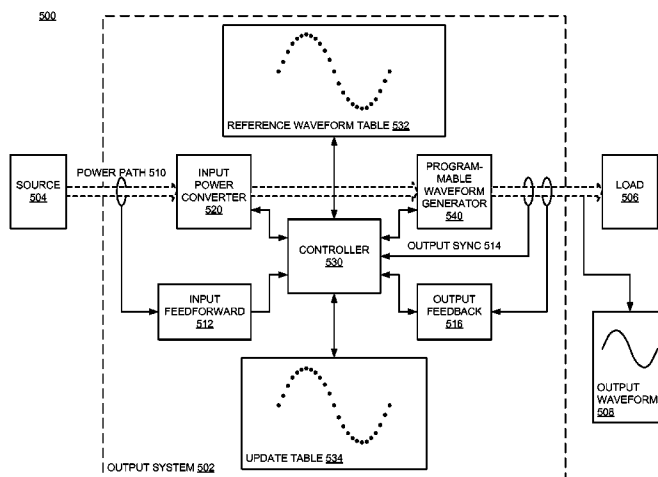 500
REFERENCE WAVEFORM TABLE 532
SOURCE
504
POWER PATH 510
INPUT
POWER
CONVERTER
520
PROGRAM-
MABLE
WAVEFORM
GENERATOR
540
LOAD
506
CONTROLLER
530
OUTPUT SYNC 514
INPUT
FEEDFORWARD
512
OUTPUT
FEEDBACK
516
OUTPUT
WAVEFORM
508
UPDATE TABLE 534
OUTPUT SYSTEM 502